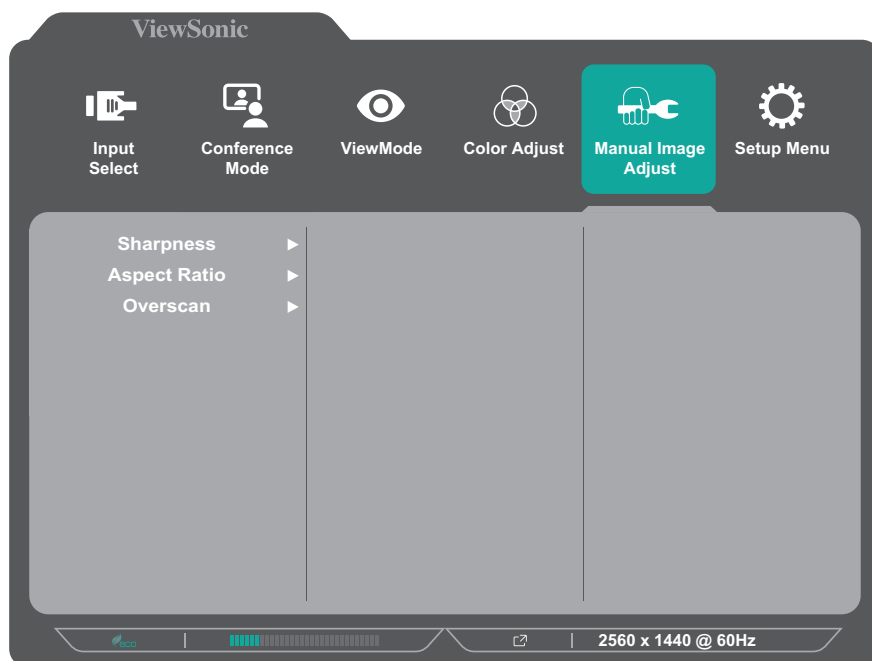 ViewSonic
Input
Select
Conference
Mode
ViewMode
Color Adjust
Manual Image
Adjust
Setup Menu
Sharpness
Aspect Ratio
Overscan
eco
2560 x 1440 @ 60Hz